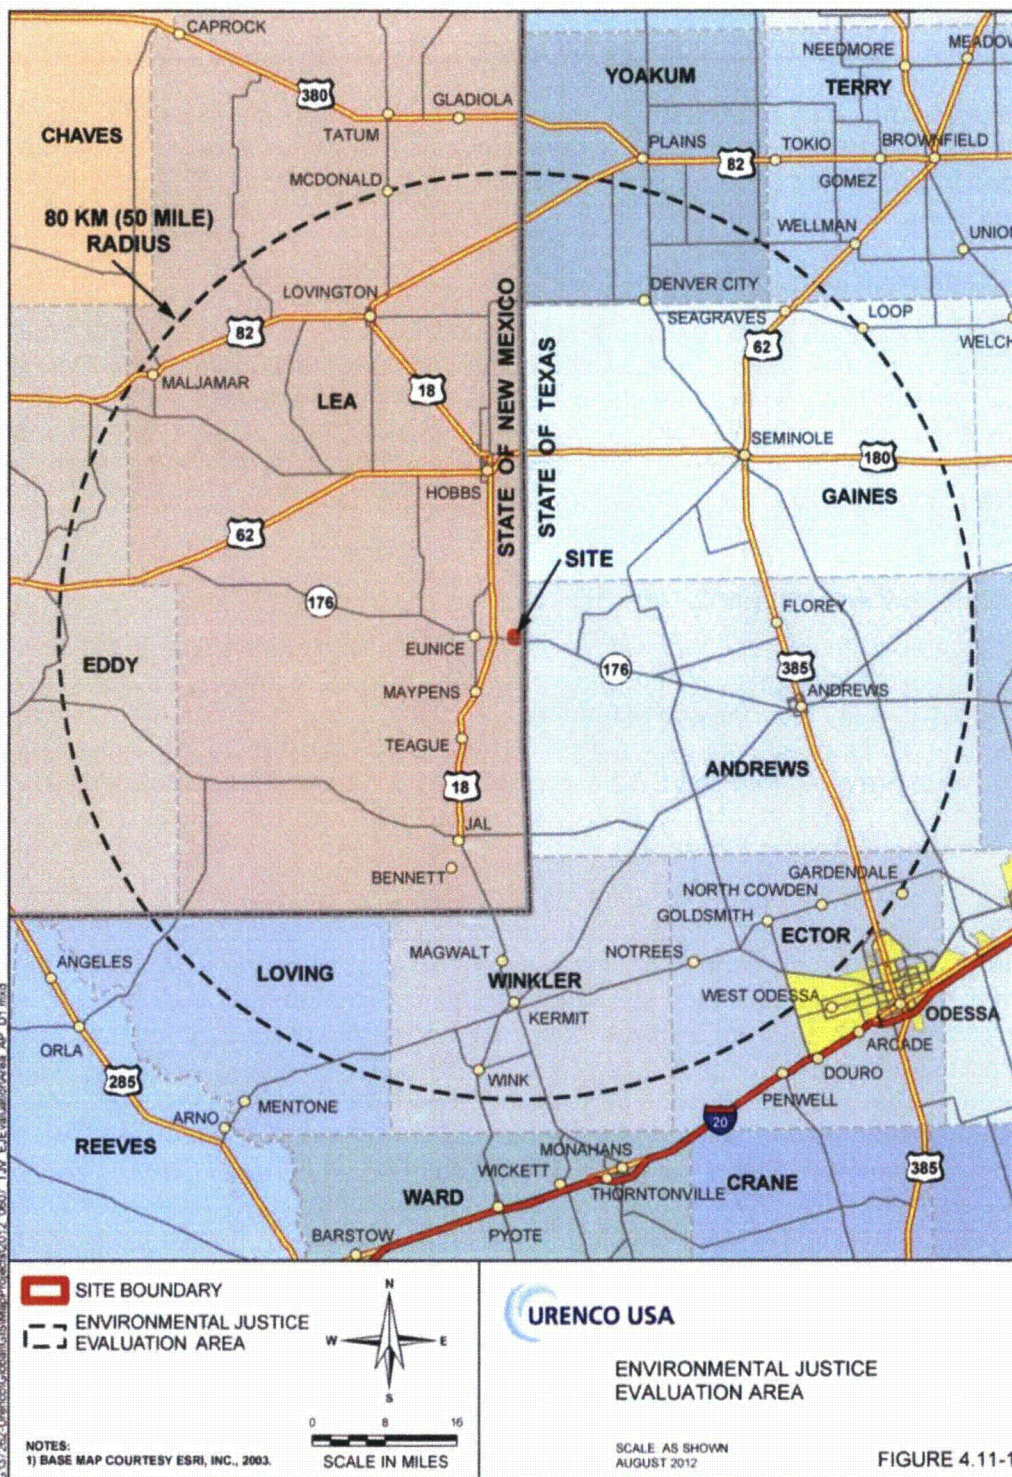 CAPROCK
NEEDMORE
MEADOW
YOAKUM
TERRY
380
GLADIOLA
CHAVES
TATUM
PLAINS
82
TOKIO
BROWNFIELD
MCDONALD
GOMEZ
80 KM (50 MILE)
RADIUS
WELLMAN
UNION
LOVINGTON
DENVER CITY
SEAGRAVES
LOOP
82
62
WELCH
MALJAMAR
LEA
18
STATE OF NEW MEXICO
STATE OF TEXAS
SEMINOLE
180
HOBBS
GAINES
62
SITE
176
FLOREY
EUNICE
EDDY
176
385
MAYPENS
ANDREWS
TEAGUE
ANDREWS
18
JAL
BENNETT
GARDENDALE
NORTH COWDEN
GOLDSMITH
ECTOR
ANGELES
LOVING
MAGWALT
NOTREES
WINKLER
WEST ODESSA
KERMIT
ODESSA
ORLA
ARCADE
285
WINK
DOURO
MENTONE
PENWELL
ARNO
20
REEVES
MONAHANS
WICKETT
385
WARD
THORNTONVILLE
CRANE
BARSTOW
PYOTE
SITE BOUNDARY
ENVIRONMENTAL JUSTICE
EVALUATION AREA
N
W E
S
0 8 16
SCALE IN MILES
NOTES:
1) BASE MAP COURTESY ESRI, INC., 2003.
URENCO USA
ENVIRONMENTAL JUSTICE
EVALUATION AREA
SCALE AS SHOWN
AUGUST 2012
FIGURE 4.11-1